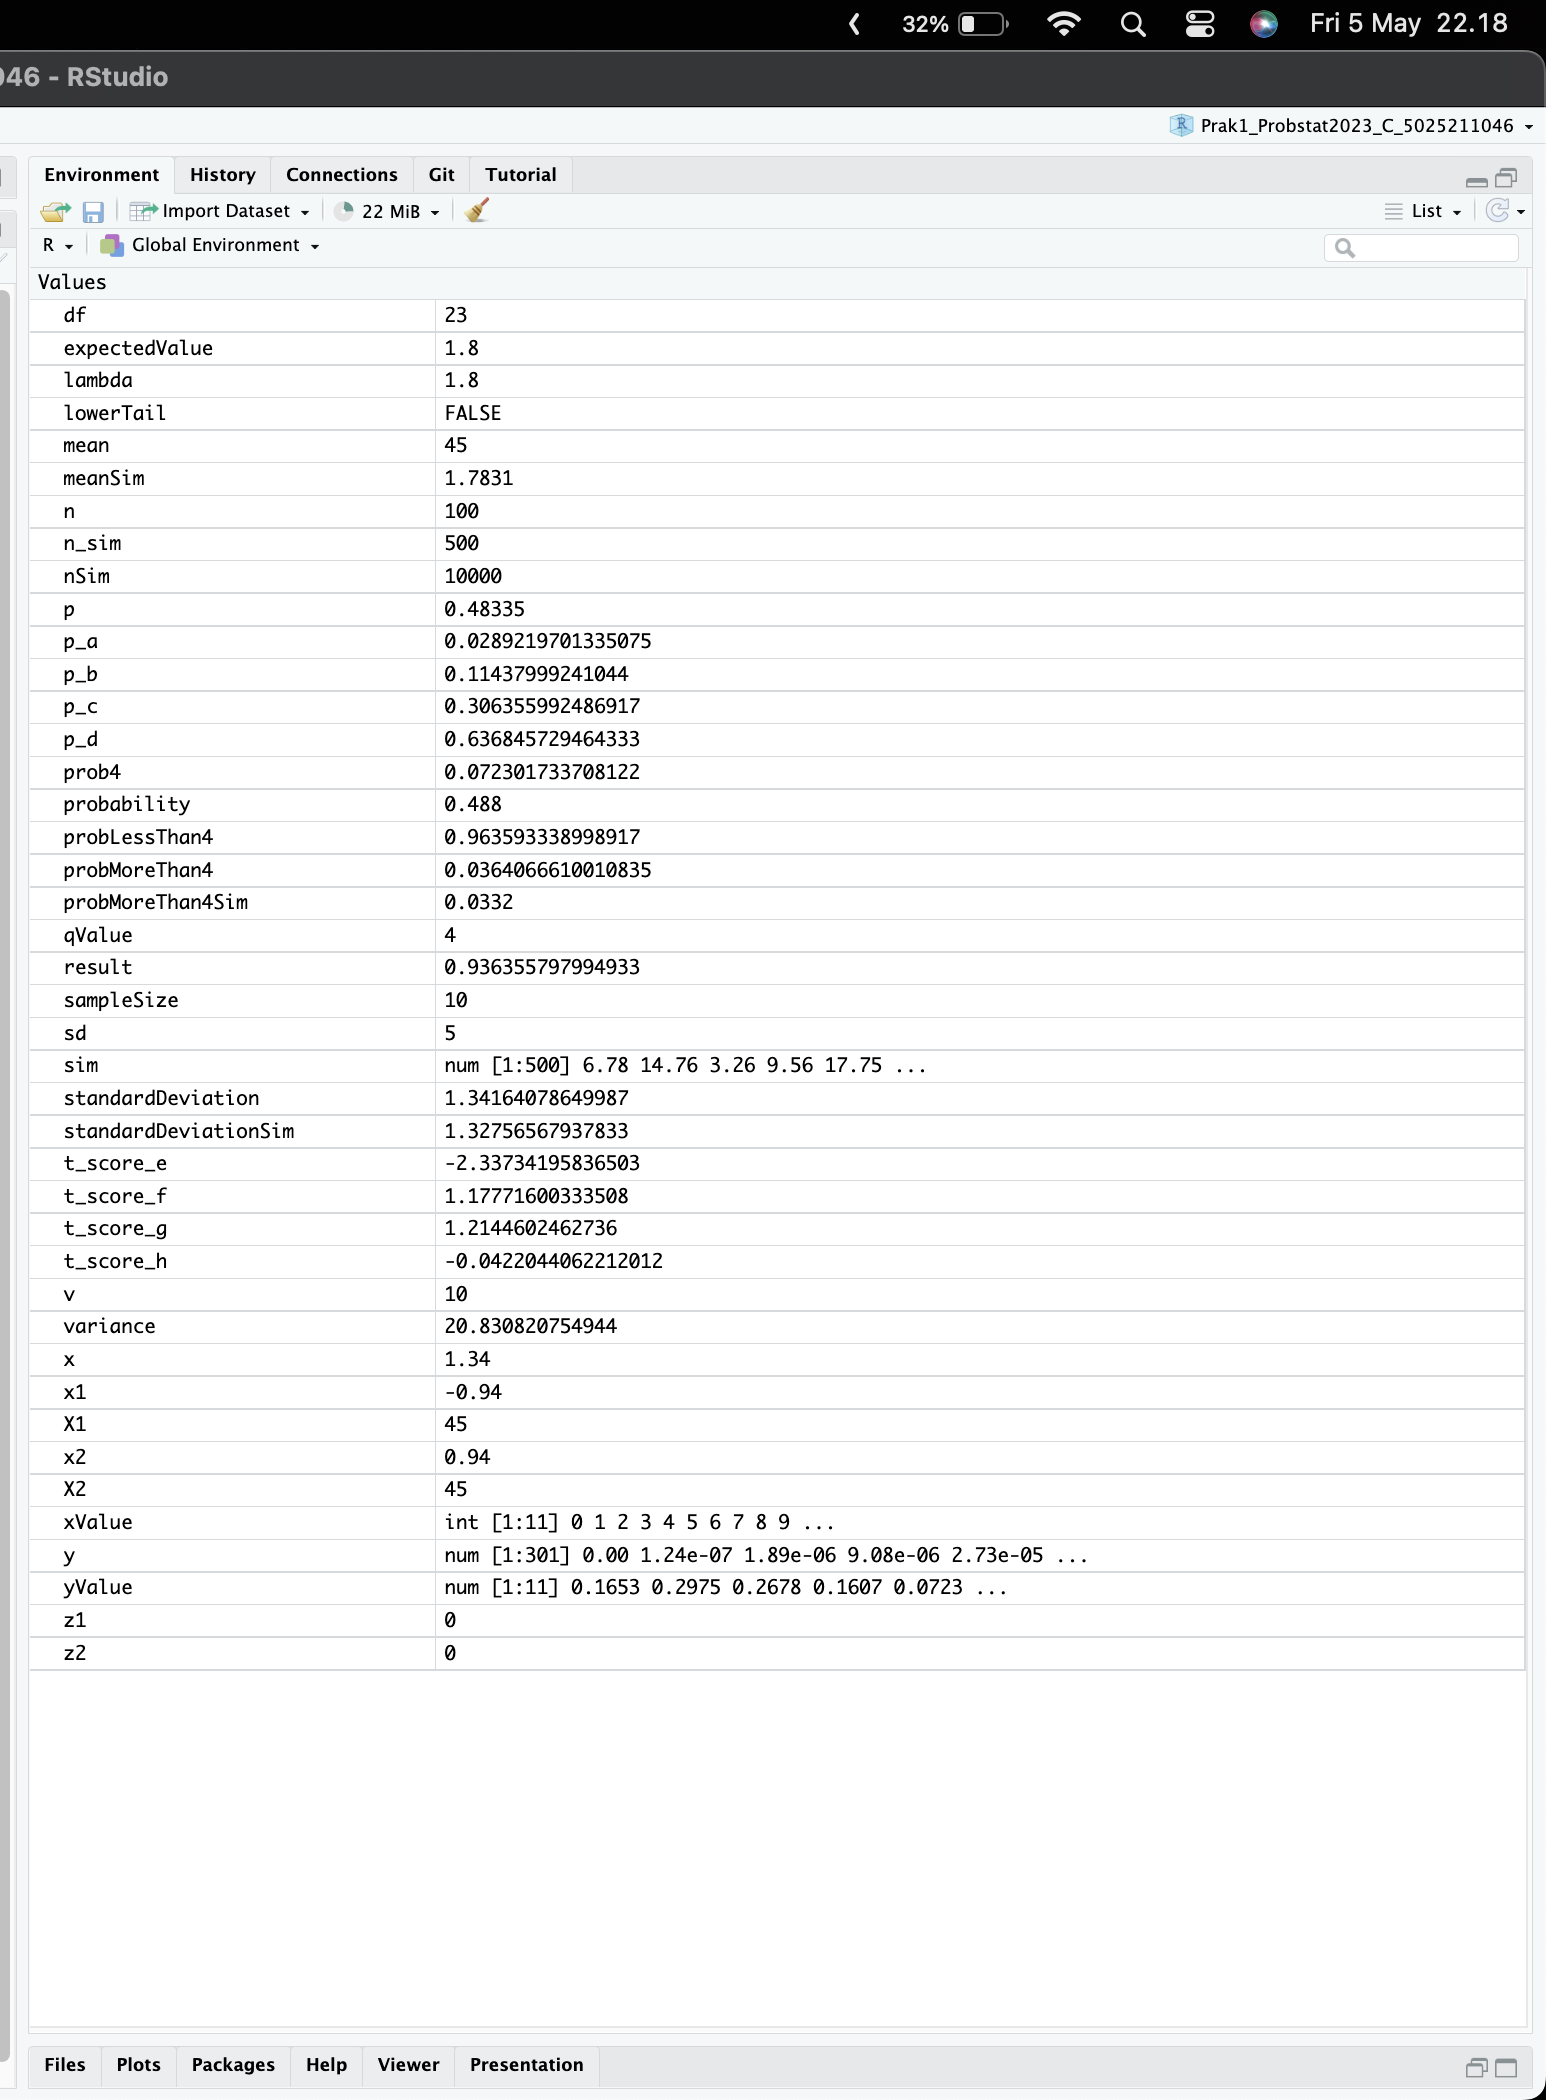 32% Fri 5 May 22.18
046 - RStudio
Prak1_Probstat2023_C_5025211046
Environment History Connections Git Tutorial
Import Dataset 22 MiB List
R Global Environment
Values
df 23
expectedValue 1.8
lambda 1.8
lowerTail FALSE
mean 45
meanSim 1.7831
n 100
n_sim 500
nSim 10000
p 0.48335
p_a 0.0289219701335075
p_b 0.11437999241044
p_c 0.306355992486917
p_d 0.636845729464333
prob4 0.072301733708122
probability 0.488
probLessThan4 0.963593338998917
probMoreThan4 0.0364066610010835
probMoreThan4Sim 0.0332
qValue 4
result 0.936355797994933
sampleSize 10
sd 5
sim num [1:500] 6.78 14.76 3.26 9.56 17.75 ...
standardDeviation 1.34164078649987
standardDeviationSim 1.32756567937833
t_score_e -2.33734195836503
t_score_f 1.17771600333508
t_score_g 1.2144602462736
t_score_h -0.0422044062212012
v 10
variance 20.830820754944
x 1.34
x1 -0.94
X1 45
x2 0.94
X2 45
xValue int [1:11] 0 1 2 3 4 5 6 7 8 9 ...
y num [1:301] 0.00 1.24e-07 1.89e-06 9.08e-06 2.73e-05 ...
yValue num [1:11] 0.1653 0.2975 0.2678 0.1607 0.0723 ...
z1 0
z2 0
Files Plots Packages Help Viewer Presentation